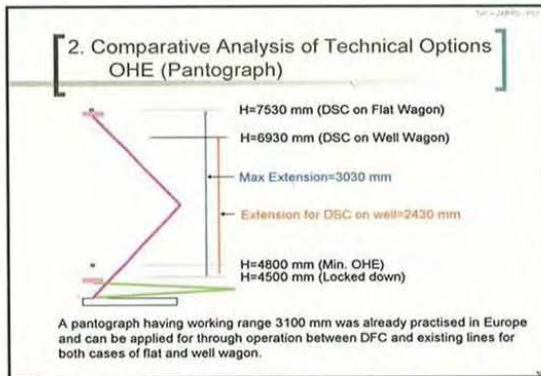 2. Comparative Analysis of Technical Options
OHE (Pantograph)
H=7530 mm (DSC on Flat Wagon)
H=6930 mm (DSC on Well Wagon)
Max Extension=3030 mm
Extension for DSC on well=2430 mm
H=4800 mm (Min. OHE)
H=4500 mm (Locked down)
A pantograph having working range 3100 mm was already practised in Europe
and can be applied for through operation between DFC and existing lines for
both cases of flat and well wagon.